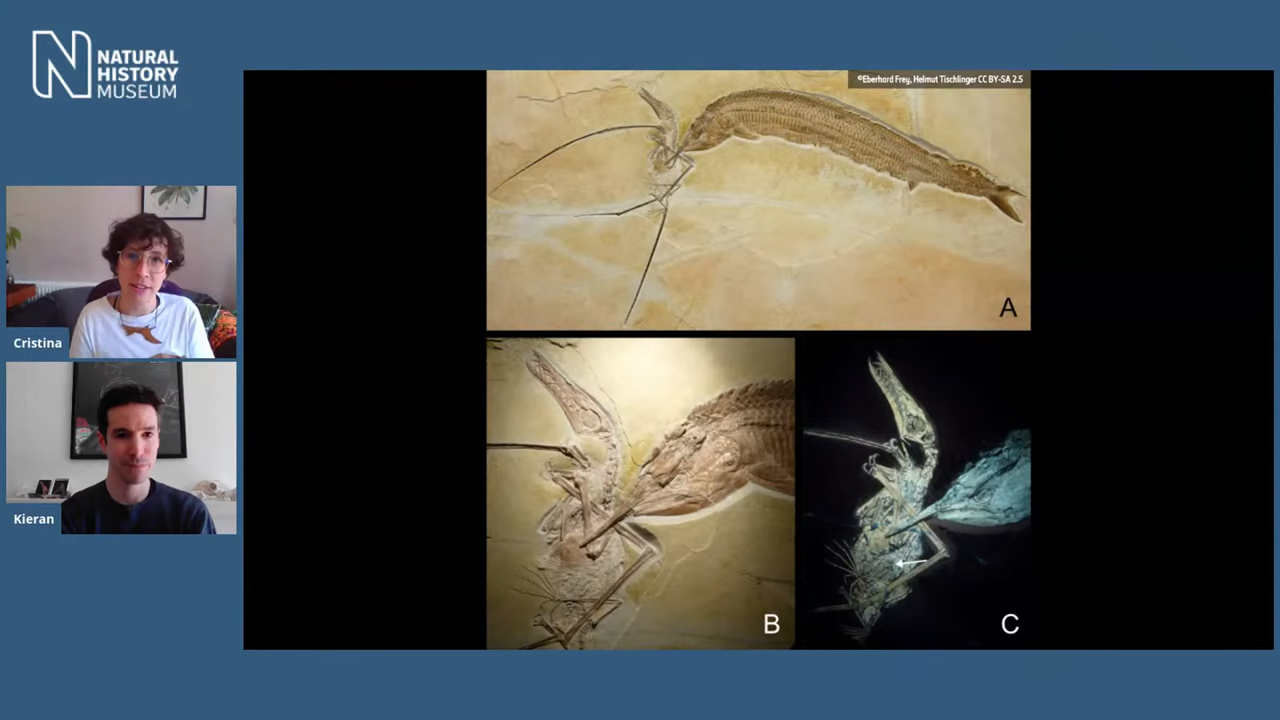 NATURAL
HISTORY
MUSEUM
©Eberhard Frey, Helmut Tischlinger CC BY-SA 2.5
A
Cristina
Kieran
B
C